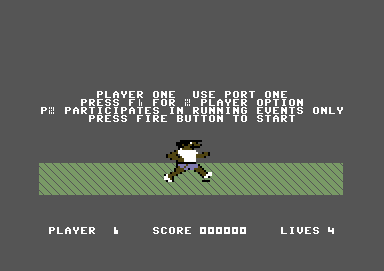 PLAYER ONE USE PORT ONE
PRESS F1 FOR 2 PLAYER OPTION
P2 PARTICIPATES IN RUNNING EVENTS ONLY
PRESS FIRE BUTTON TO START
PLAYER 1 SCORE 000000 LIVES 4